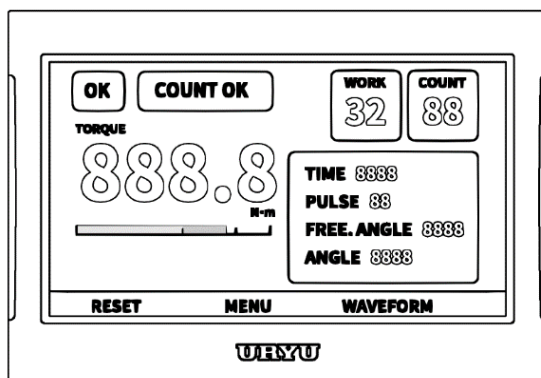 OK COUNT OK WORK COUNT
32 88
TORQUE
888.8
N-m
TIME 8888
PULSE 88
FREE. ANGLE 8888
ANGLE 8888
RESET MENU WAVEFORM
URYU